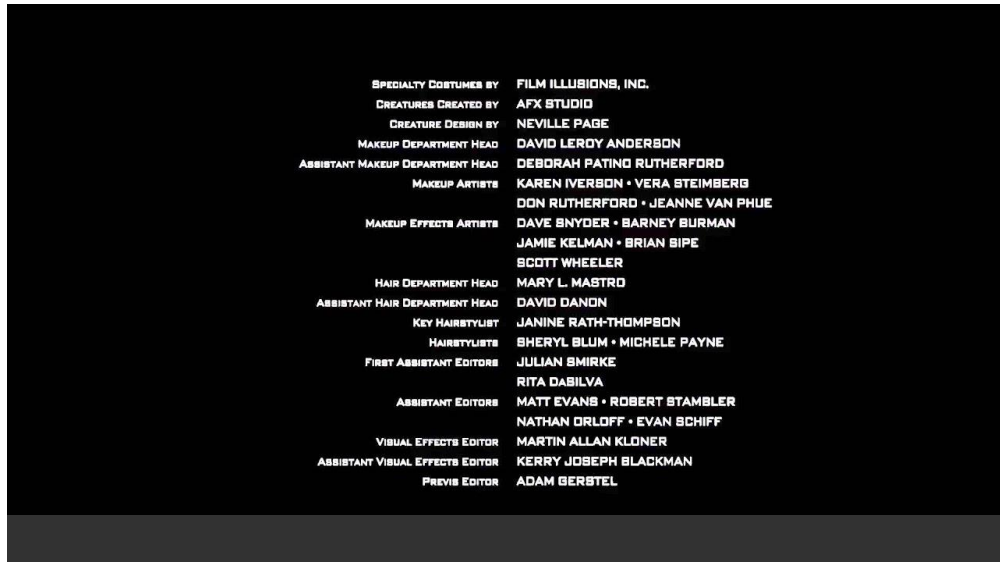 Specialty Costumes by FILM ILLUSIONS, INC.
Creatures Created by AFX STUDIO
Creature Design by NEVILLE PAGE
Makeup Department Head DAVID LEROY ANDERSON
Assistant Makeup Department Head DEBORAH PATINO RUTHERFORD
Makeup Artists KAREN IVERSON • VERA STEIMBERG
DON RUTHERFORD • JEANNE VAN PHUE
Makeup Effects Artists DAVE SNYDER • BARNEY BURMAN
JAMIE KELMAN • BRIAN SIPE
SCOTT WHEELER
Hair Department Head MARY L. MASTRO
Assistant Hair Department Head DAVID DANON
Key Hairstylist JANINE RATH-THOMPSON
Hairstylists SHERYL BLUM • MICHELE PAYNE
First Assistant Editors JULIAN SMIRKE
RITA DaSILVA
Assistant Editors MATT EVANS • ROBERT STAMBLER
NATHAN ORLOFF • EVAN SCHIFF
Visual Effects Editor MARTIN ALLAN KLONER
Assistant Visual Effects Editor KERRY JOSEPH BLACKMAN
Previs Editor ADAM GERSTEL